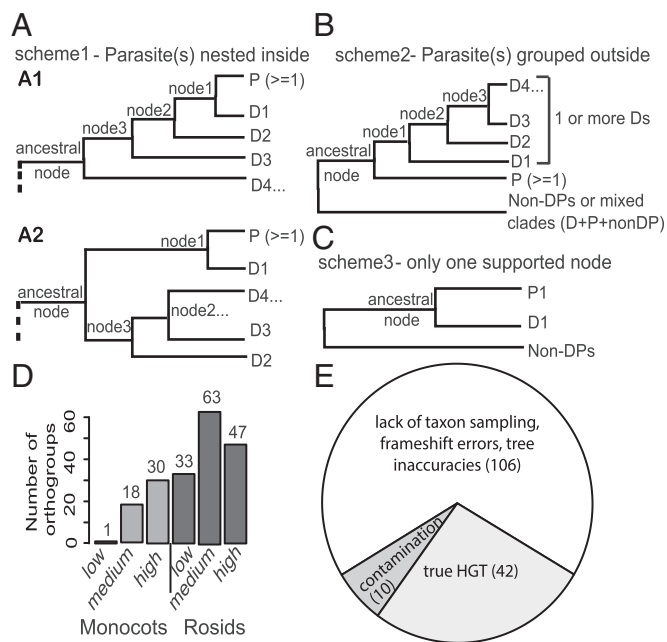 A
scheme1 - Parasite(s) nested inside
A1
P (>=1)
node1
D1
node2
D2
node3
D3
ancestral
node
D4...
A2
P (>=1)
node1
D1
ancestral
node
D4...
node2...
node3
D3
D2
B
scheme2- Parasite(s) grouped outside
D4...
node3
1 or more Ds
D3
node2
D2
node1
D1
ancestral
node
P (>=1)
Non-DPs or mixed
clades (D+P+nonDP)
C
scheme3- only one supported node
P1
ancestral
node
D1
Non-DPs
D
Number of
orthogroups
0 20 40 60
1
18
30
33
63
47
low
medium
high
low
medium
high
Monocots Rosids
E
lack of taxon sampling,
frameshift errors, tree
inaccuracies (106)
contamination
(10)
true HGT (42)